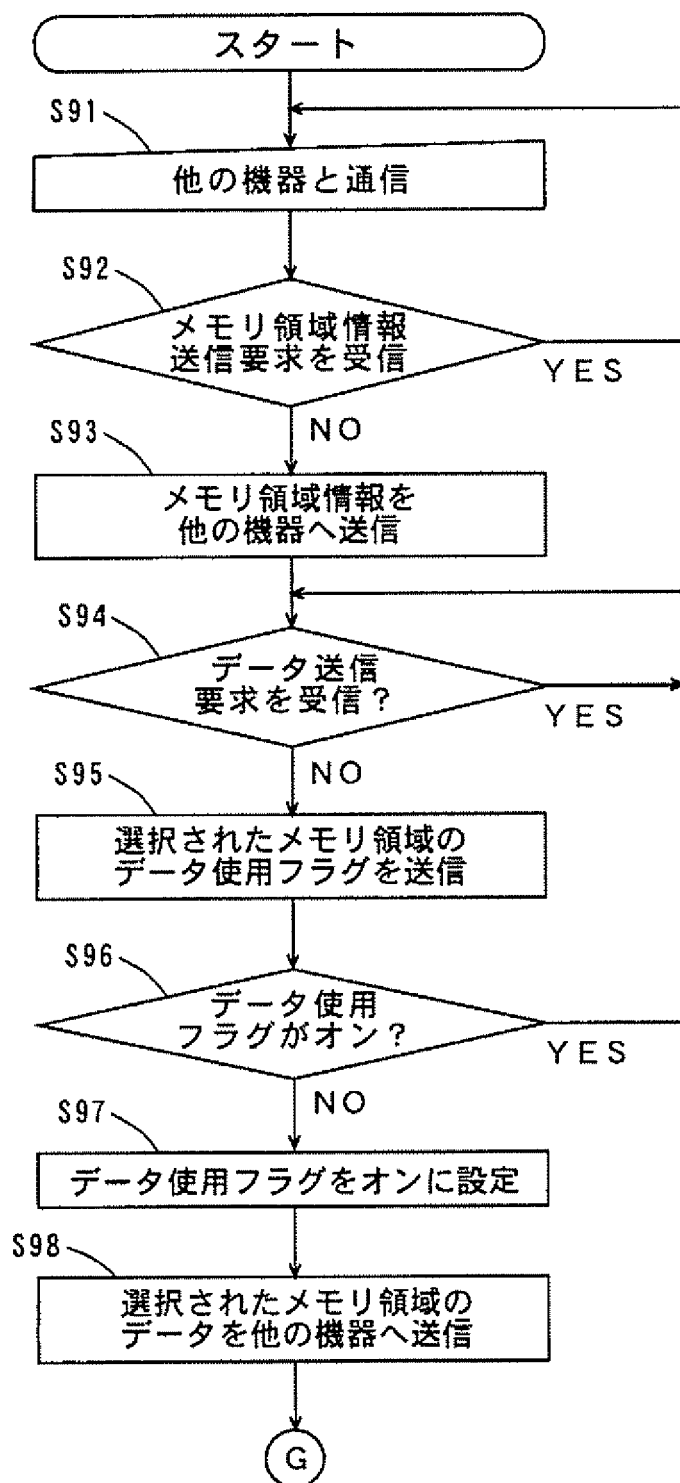 スタート
S91
他の機器と通信
S92
メモリ領域情報
送信要求を受信
YES
NO
S93
メモリ領域情報を
他の機器へ送信
S94
データ送信
要求を受信?
YES
NO
S95
選択されたメモリ領域の
データ使用フラグを送信
S96
データ使用
フラグがオン?
YES
NO
S97
データ使用フラグをオンに設定
S98
選択されたメモリ領域の
データを他の機器へ送信
G